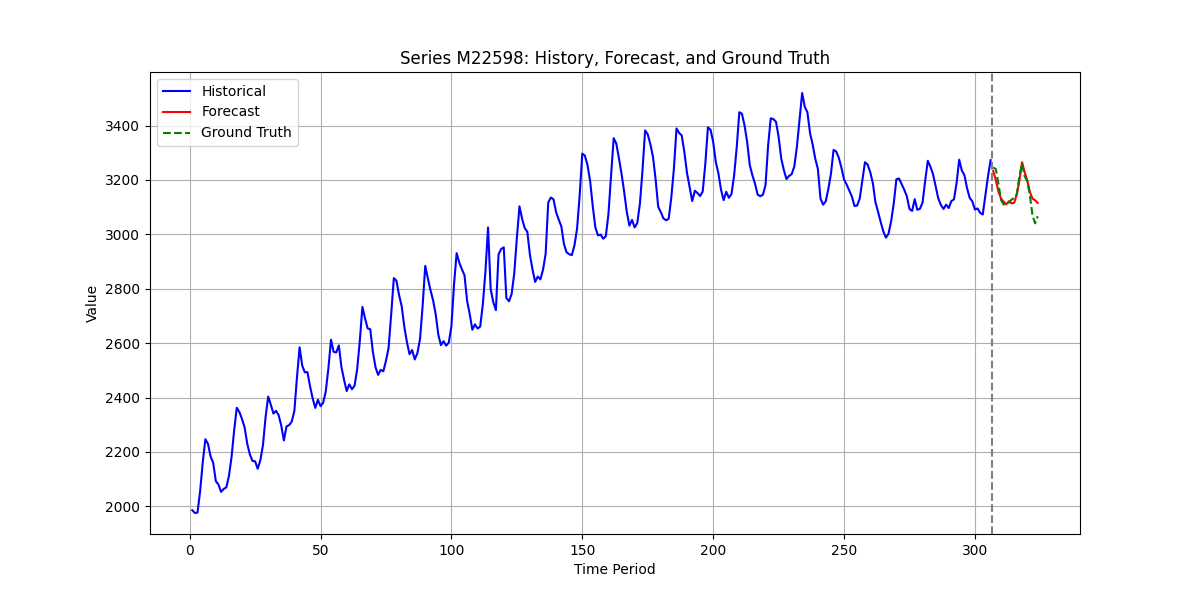 Series M22598: History, Forecast, and Ground Truth
Historical
Forecast
Ground Truth
Value
3400
3200
3000
2800
2600
2400
2200
2000
0 50 100 150 200 250 300
Time Period